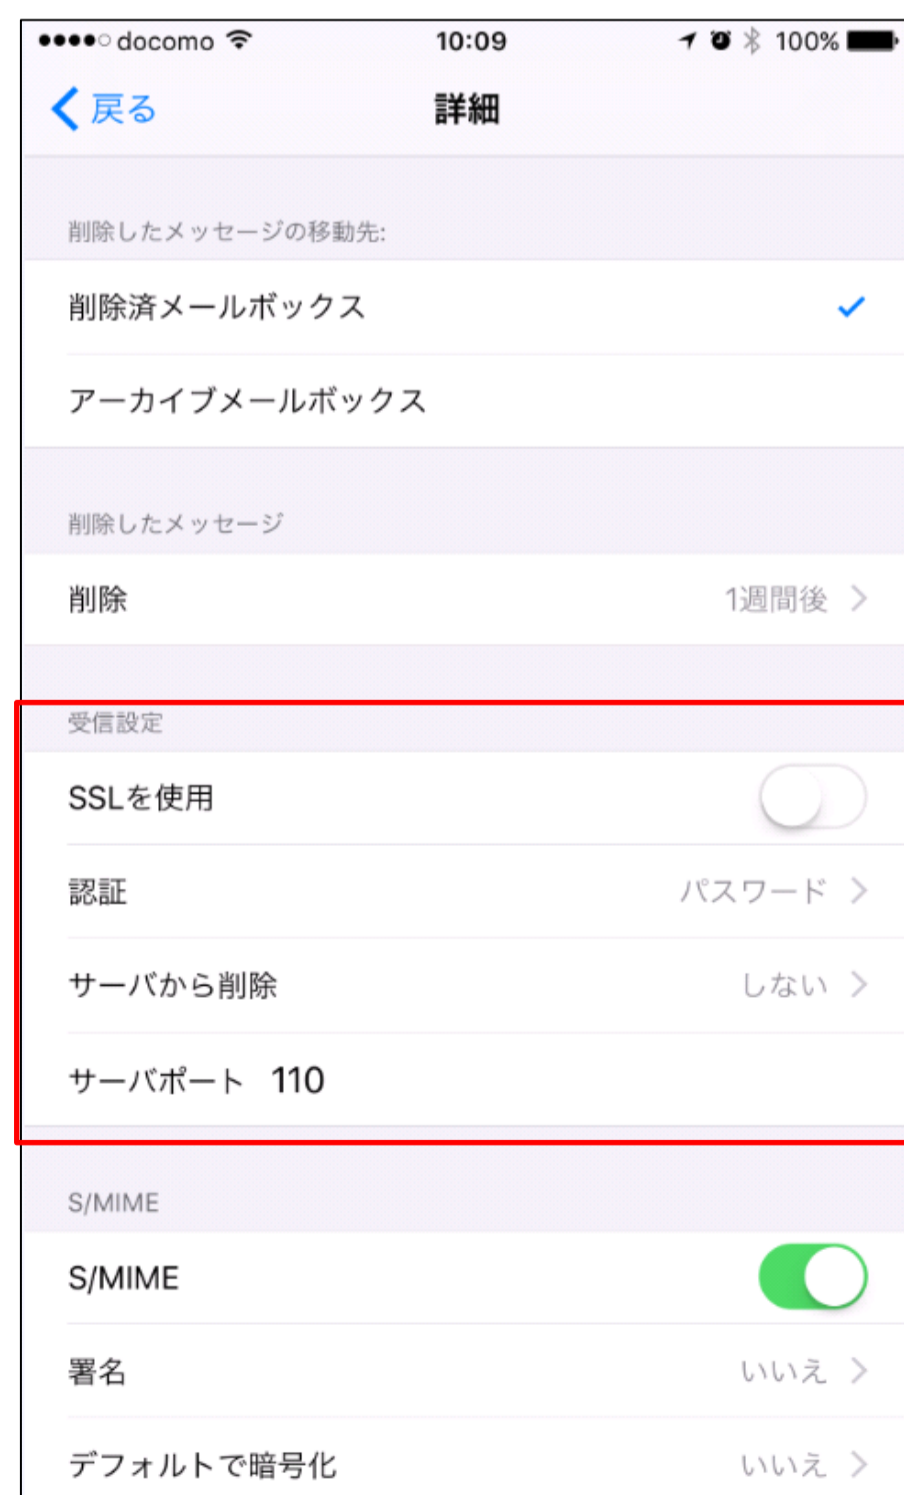 docomo 10:09 100%
戻る 詳細
削除したメッセージの移動先:
削除済メールボックス
アーカイブメールボックス
削除したメッセージ
削除 1週間後
受信設定
SSLを使用
認証 パスワード
サーバから削除 しない
サーバポート 110
S/MIME
S/MIME
署名 いいえ
デフォルトで暗号化 いいえ